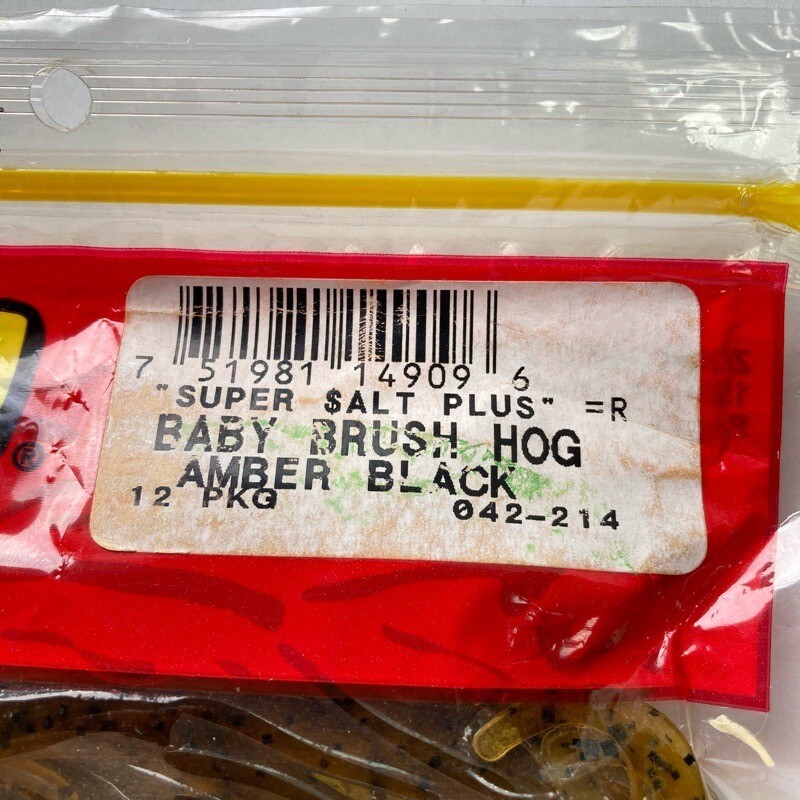 7 51981 14909 6
"SUPER $ALT PLUS" =R
BABY BRUSH HOG
AMBER BLACK
12 PKG 042-214
®